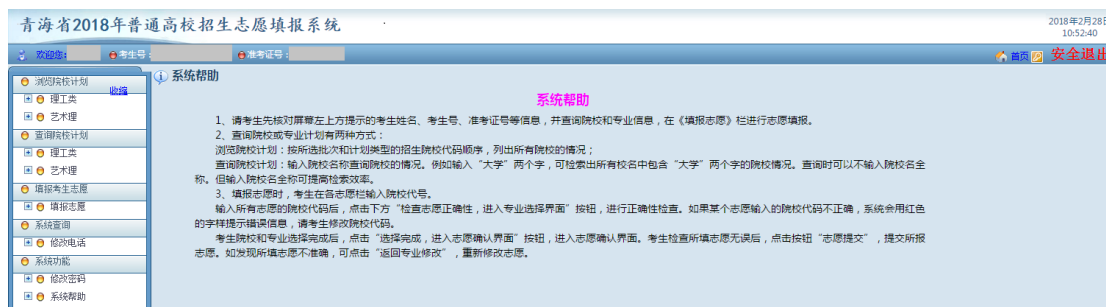 青海省2018年普通高校招生志愿填报系统
2018年2月28日
10:52:40
欢迎您: 考生号: 准考证号:
首页 安全退出
浏览院校计划
收缩
理工类
艺术理
查询院校计划
理工类
艺术理
填报考生志愿
填报志愿
系统查询
修改电话
系统功能
修改密码
系统帮助
系统帮助
系统帮助
1、请考生先核对屏幕左上方提示的考生姓名、考生号、准考证号等信息，并查询院校和专业信息，在《填报志愿》栏进行志愿填报。
2、查询院校或专业计划有两种方式：
浏览院校计划：按所选批次和计划类型的招生院校代码顺序，列出所有院校的情况；
查询院校计划：输入院校名称查询院校的情况。例如输入“大学”两个字，可检索出所有校名中包含“大学”两个字的院校情况。查询时可以不输入院校名全
称。但输入院校名全称可提高检索效率。
3、填报志愿时，考生在各志愿栏输入院校代号。
输入所有志愿的院校代码后，点击下方“检查志愿正确性，进入专业选择界面”按钮，进行正确性检查。如果某个志愿输入的院校代码不正确，系统会用红色
的字样提示错误信息，请考生修改院校代码。
考生院校和专业选择完成后，点击“选择完成，进入志愿确认界面”按钮，进入志愿确认界面。考生检查所填志愿无误后，点击按钮“志愿提交”，提交所报
志愿。如发现所填志愿不准确，可点击“返回专业修改”，重新修改志愿。